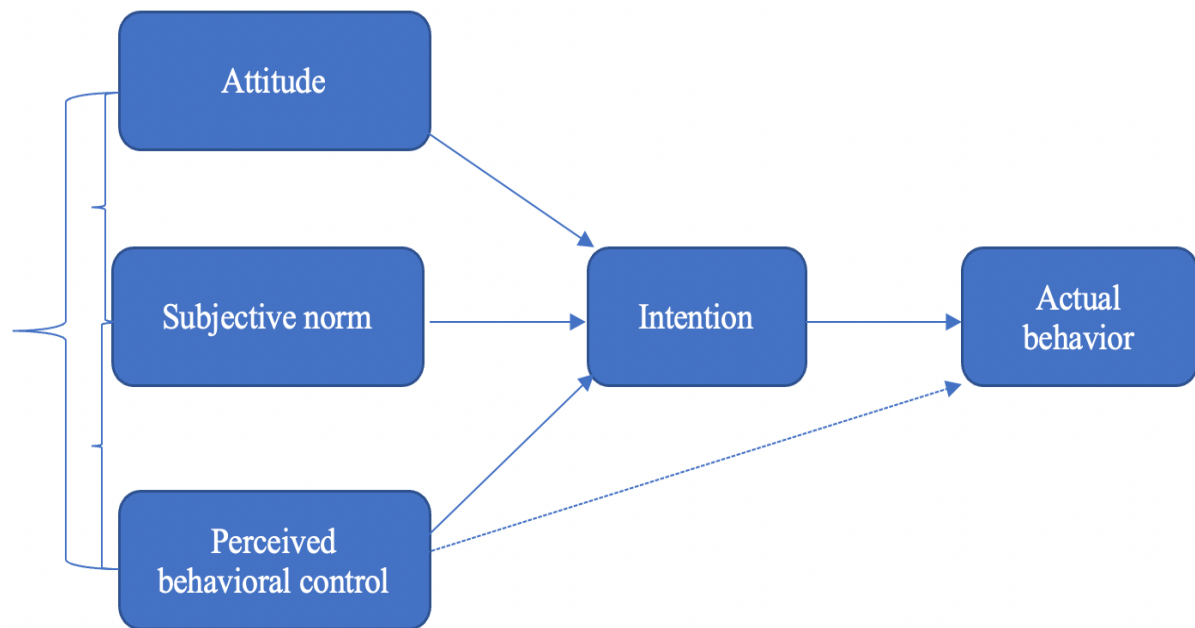 Attitude
Subjective norm
Intention
Actual
behavior
Perceived
behavioral control